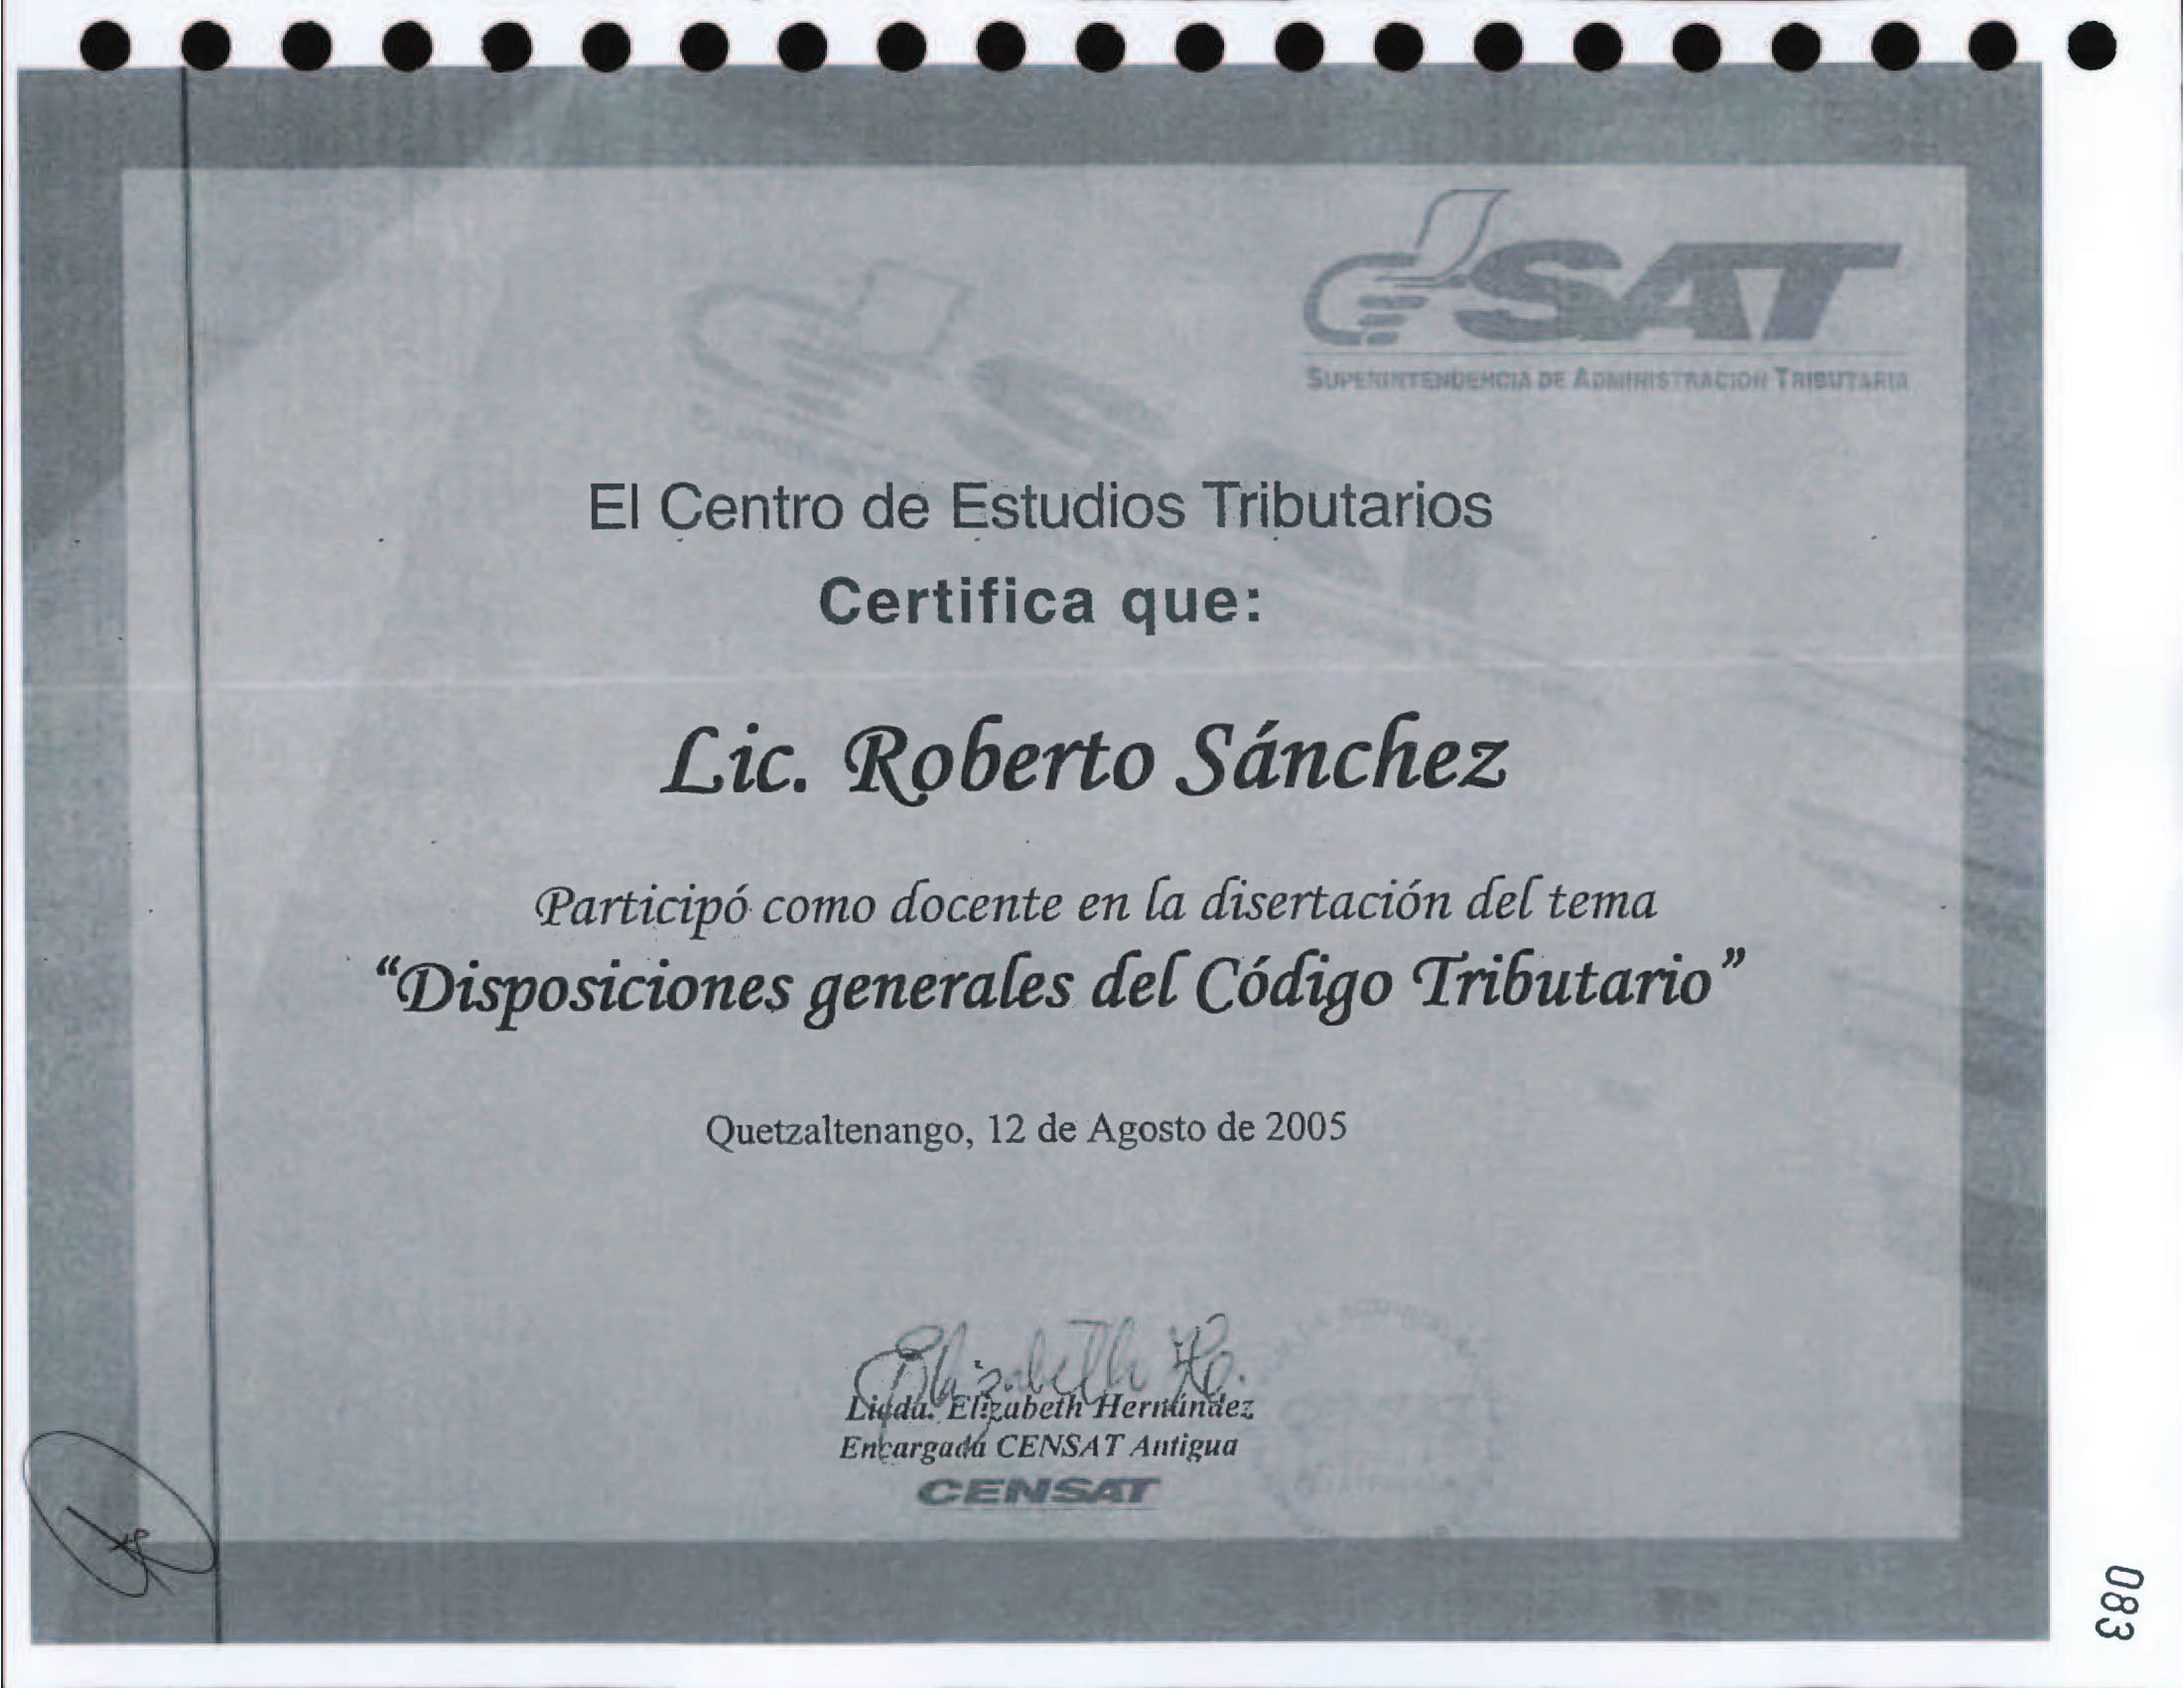 SAT
SUPERINTENDENCIA DE ADMINISTRACION TRIBUTARIA
El Centro de Estudios Tributarios
Certifica que:
Lic. Roberto Sánchez
Participó como docente en la disertación del tema
“Disposiciones generales del Código Tributario”
Quetzaltenango, 12 de Agosto de 2005
Elizabeth H.
Licda. Elizabeth Hernández
Encargada CENSAT Antigua
CENSAT
083